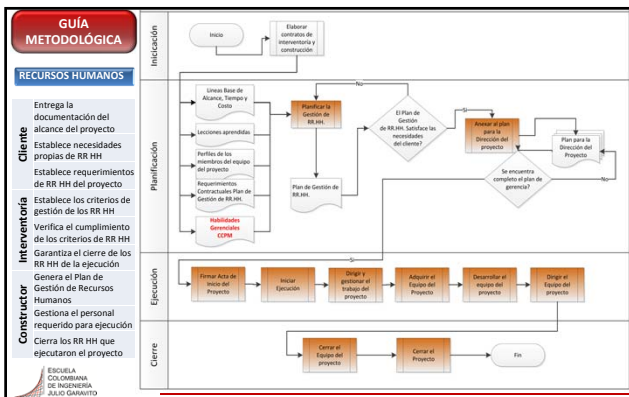 GUÍA
METODOLÓGICA
RECURSOS HUMANOS
Cliente
Entrega la
documentación del
alcance del proyecto
Establece necesidades
propias de RR HH
Establece requerimientos
de RR HH del proyecto
Interventoría
Establece los criterios de
gestión de los RR HH
Verifica el cumplimiento
de los criterios de RR HH
Garantiza el cierre de los
RR HH de la ejecución
Constructor
Genera el Plan de
Gestión de Recursos
Humanos
Gestiona el personal
requerido para ejecución
Cierra los RR HH que
ejecutaron el proyecto
ESCUELA
COLOMBIANA
DE INGENIERÍA
JULIO GARAVITO
Inicicación
Inicio
Elaborar
contratos de
interventoría y
construcción
Planificación
Lineas Base de
Alcance, Tiempo y
Costo
Lecciones aprendidas
Perfiles de los
miembros del equipo
del proyecto
Requerimientos
Contractuales Plan de
Gestión de RR.HH.
Habilidades
Gerenciales
CCPM
Planificar la
Gestión de
RR.HH.
Plan de Gestión de
RR.HH.
No
El Plan de
Gestión
de RR.HH. Satisface las
necesidades
del cliente?
Si
Anexar al plan
para la
Dirección del
proyecto
Plan para la
Dirección del
Proyecto
Se encuentra
completo el plan de
gerencia?
No
Si
Ejecución
Firmar Acta de
Inicio del
Proyecto
Iniciar
Ejecución
Dirigir y
gestionar el
trabajo del
proyecto
Adquirir el
Equipo del
Proyecto
Desarrollar el
equipo del
proyecto
Dirigir el
Equipo del
proyecto
Cierre
Cerrar el
Equipo del
proyecto
Cerrar el
Proyecto
Fin